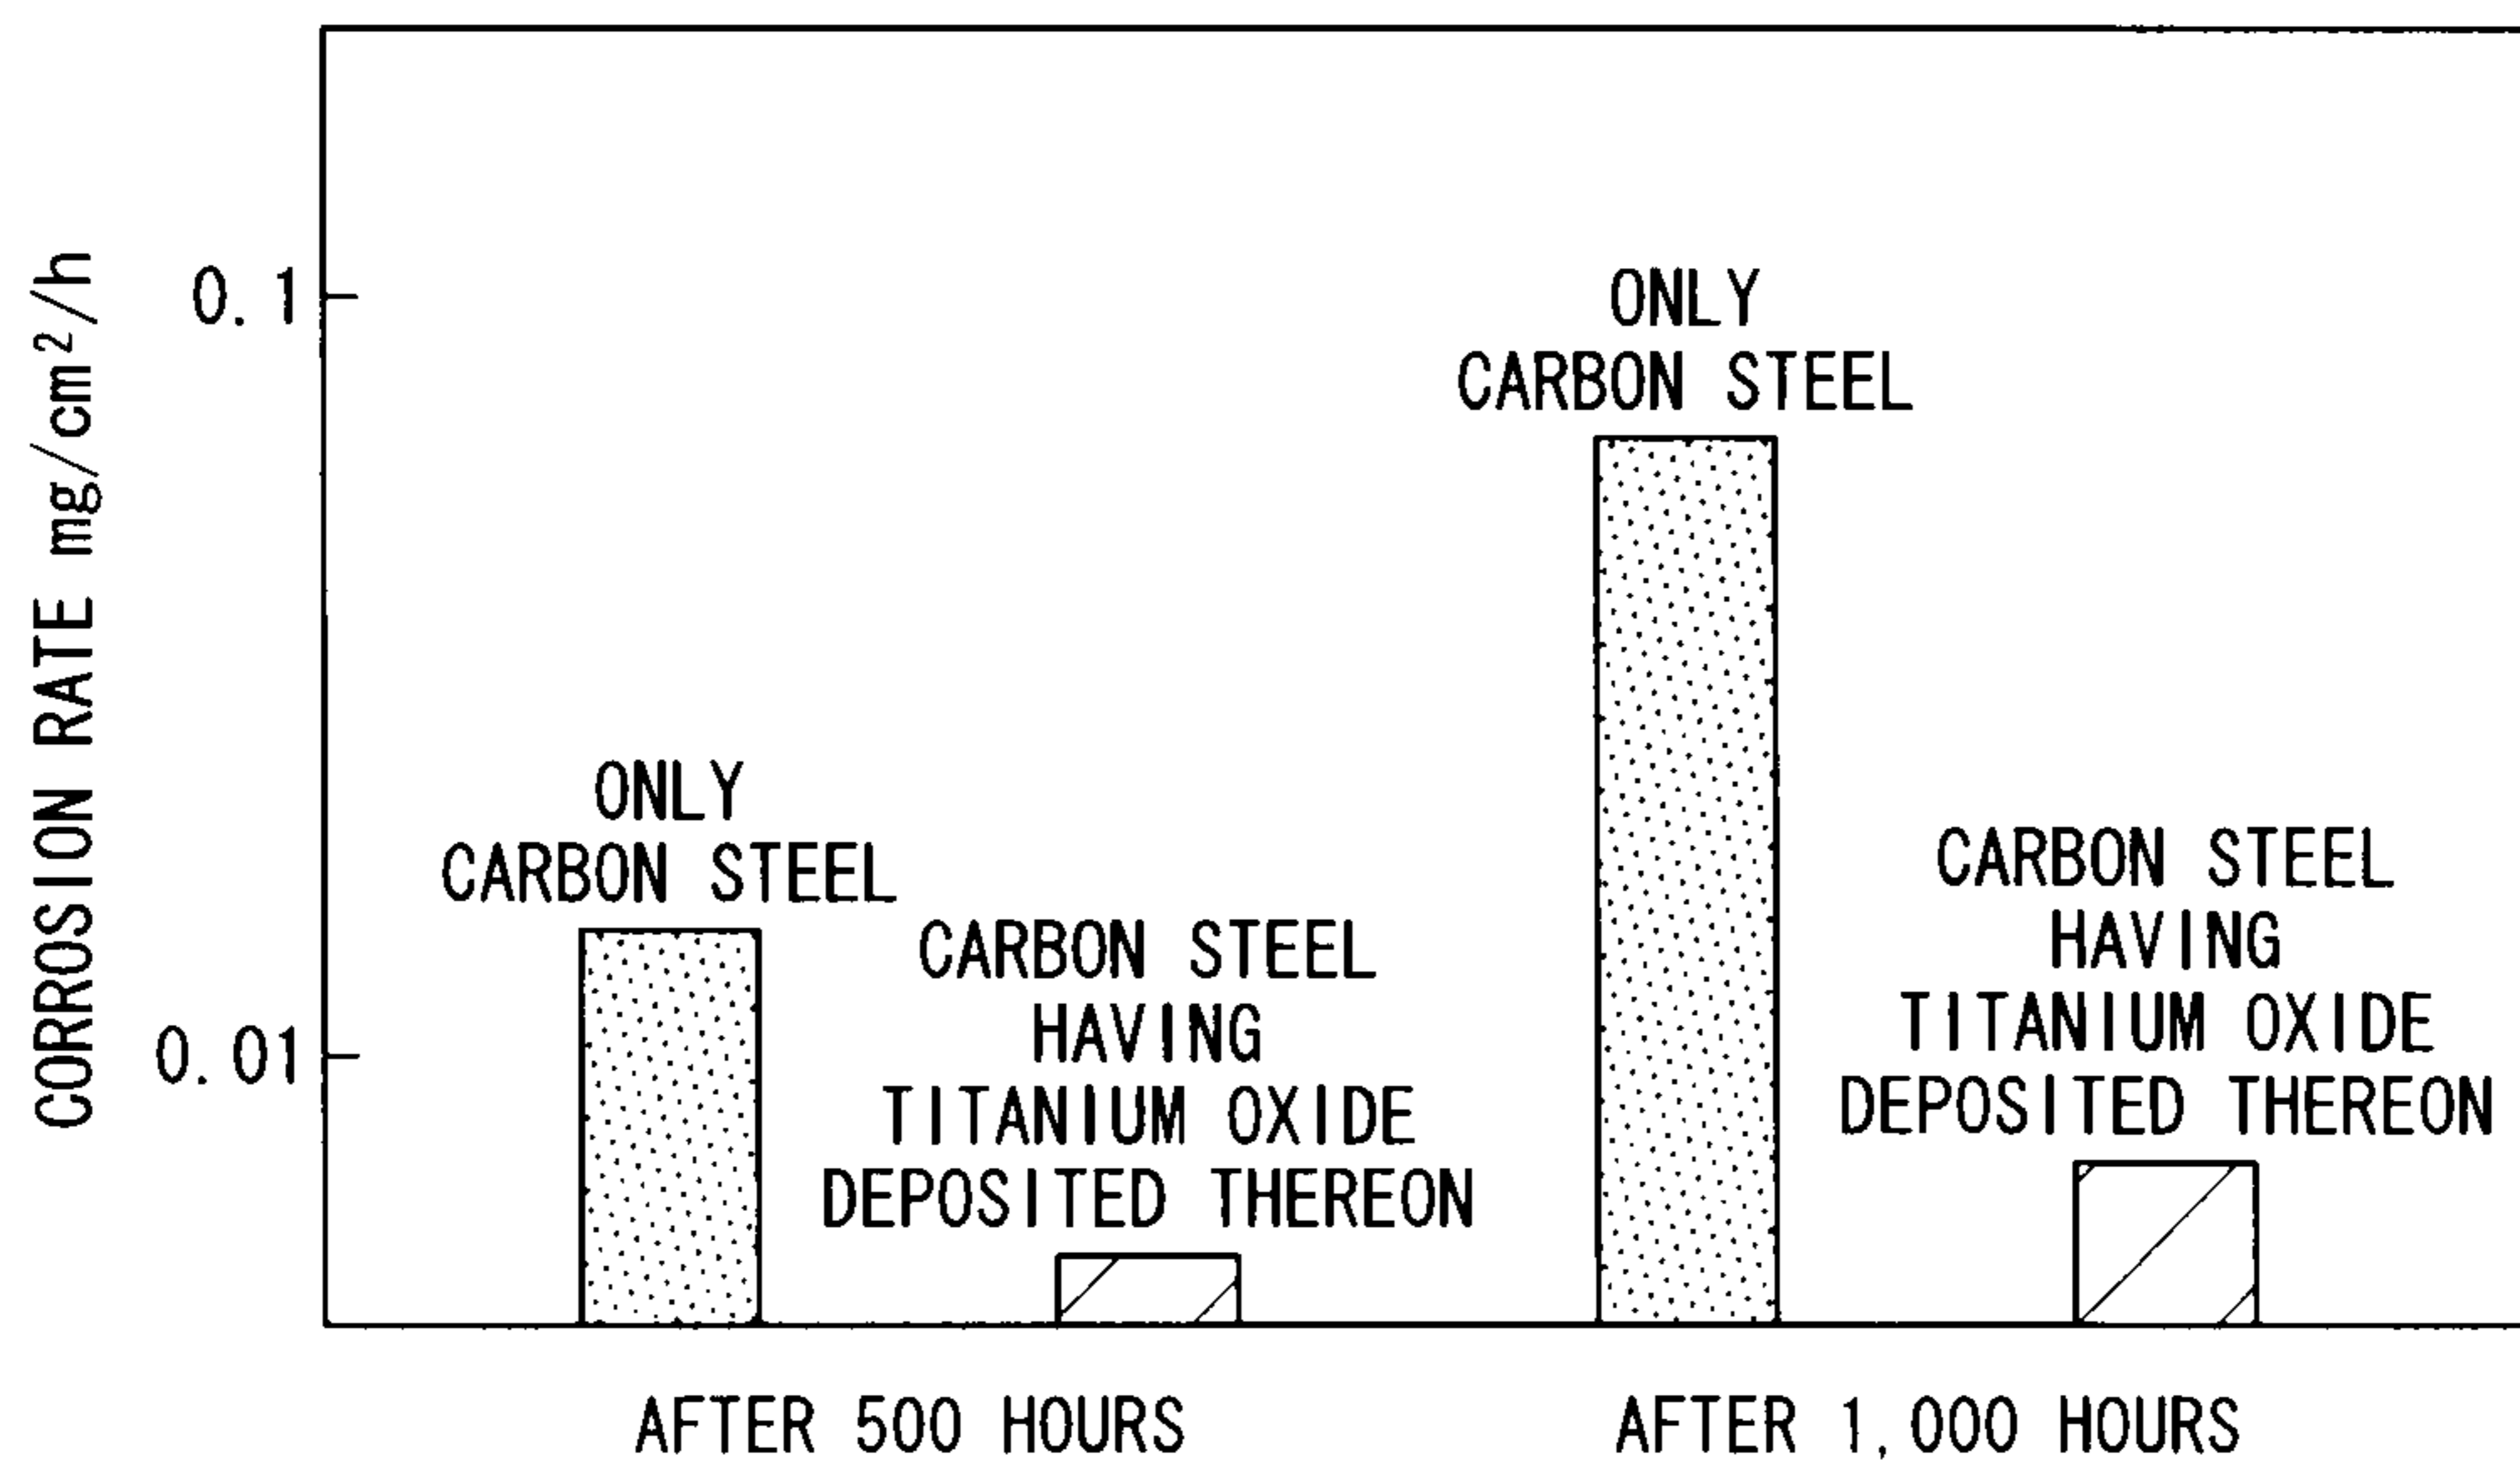 CORROSION RATE mg/cm²/h
0.1
0.01
ONLY
CARBON STEEL
CARBON STEEL
HAVING
TITANIUM OXIDE
DEPOSITED THEREON
ONLY
CARBON STEEL
CARBON STEEL
HAVING
TITANIUM OXIDE
DEPOSITED THEREON
AFTER 500 HOURS
AFTER 1,000 HOURS